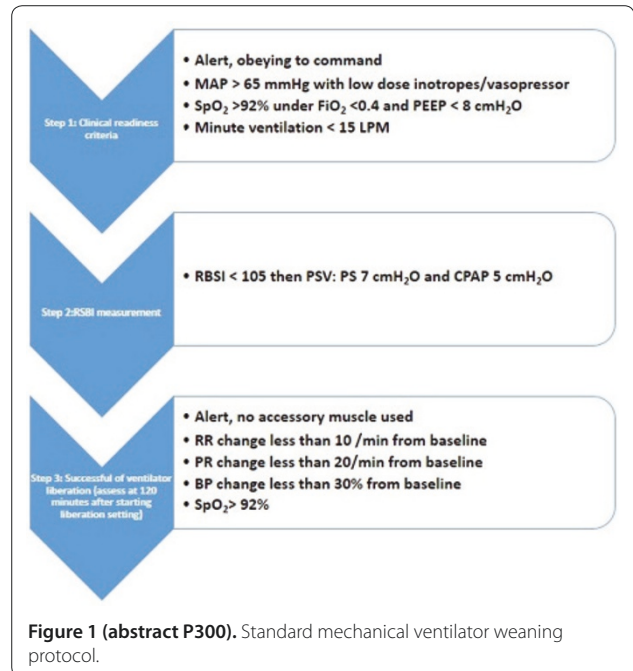 Step 1: Clinical readiness
criteria
• Alert, obeying to command
• MAP > 65 mmHg with low dose inotropes/vasopressor
• SpO₂ >92% under FiO₂ <0.4 and PEEP < 8 cmH₂O
• Minute ventilation < 15 LPM
Step 2:RSBI measurement
• RBSI < 105 then PSV: PS 7 cmH₂O and CPAP 5 cmH₂O
Step 3: Successful of ventilator
liberation (assess at 120
minutes after starting
liberation setting)
• Alert, no accessory muscle used
• RR change less than 10 /min from baseline
• PR change less than 20/min from baseline
• BP change less than 30% from baseline
• SpO₂> 92%
Figure 1 (abstract P300). Standard mechanical ventilator weaning
protocol.